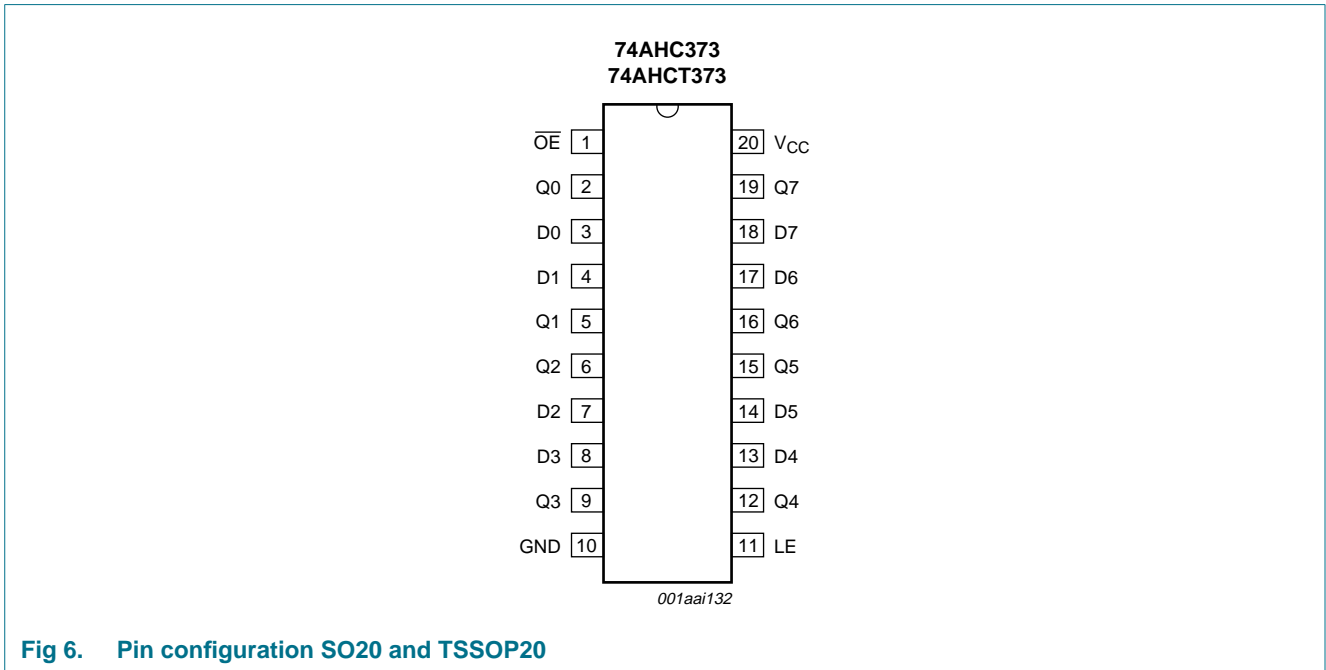 74AHC373
74AHCT373
OE 1 20 VCC
Q0 2 19 Q7
D0 3 18 D7
D1 4 17 D6
Q1 5 16 Q6
Q2 6 15 Q5
D2 7 14 D5
D3 8 13 D4
Q3 9 12 Q4
GND 10 11 LE
001aai132
Fig 6. Pin configuration SO20 and TSSOP20